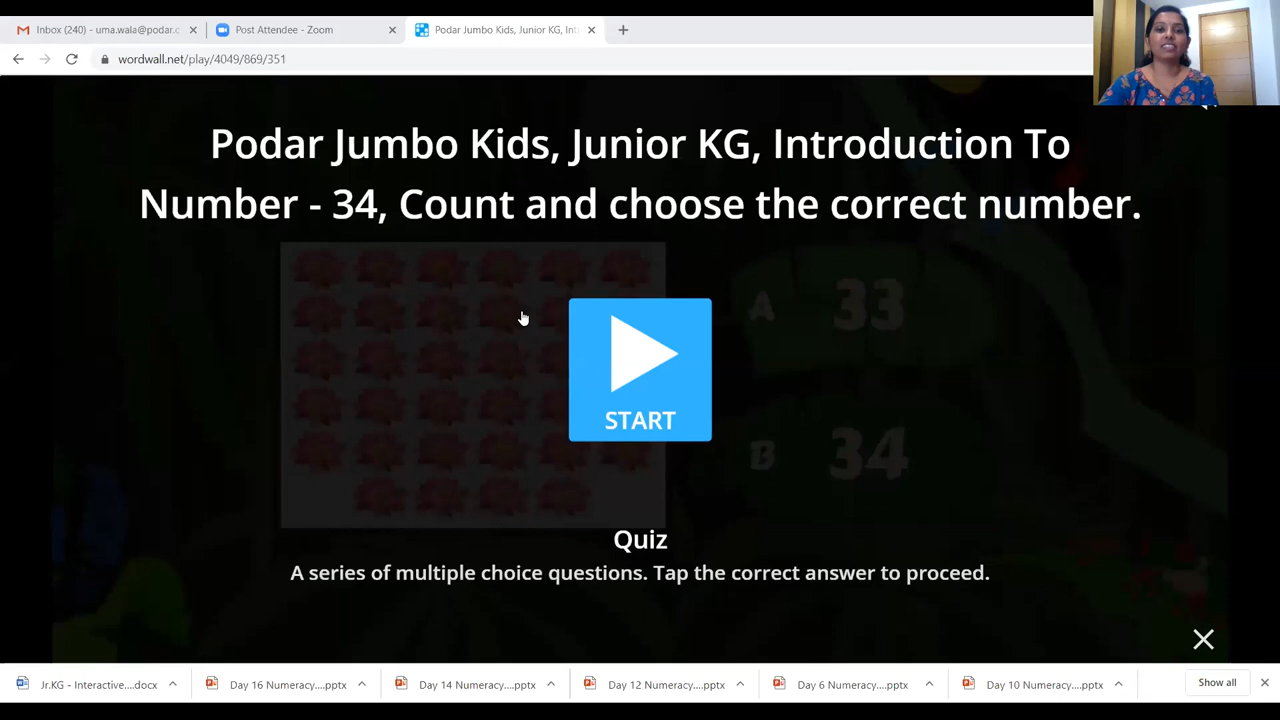 Inbox (240) - uma.wala@podar.c
Post Attendee - Zoom
Podar Jumbo Kids, Junior KG, Int
wordwall.net/play/4049/869/351
Podar Jumbo Kids, Junior KG, Introduction To
Number - 34, Count and choose the correct number.
A 33
START
B 34
Quiz
A series of multiple choice questions. Tap the correct answer to proceed.
Jr.KG - Interactive....docx
Day 16 Numeracy....pptx
Day 14 Numeracy....pptx
Day 12 Numeracy....pptx
Day 6 Numeracy....pptx
Day 10 Numeracy....pptx
Show all